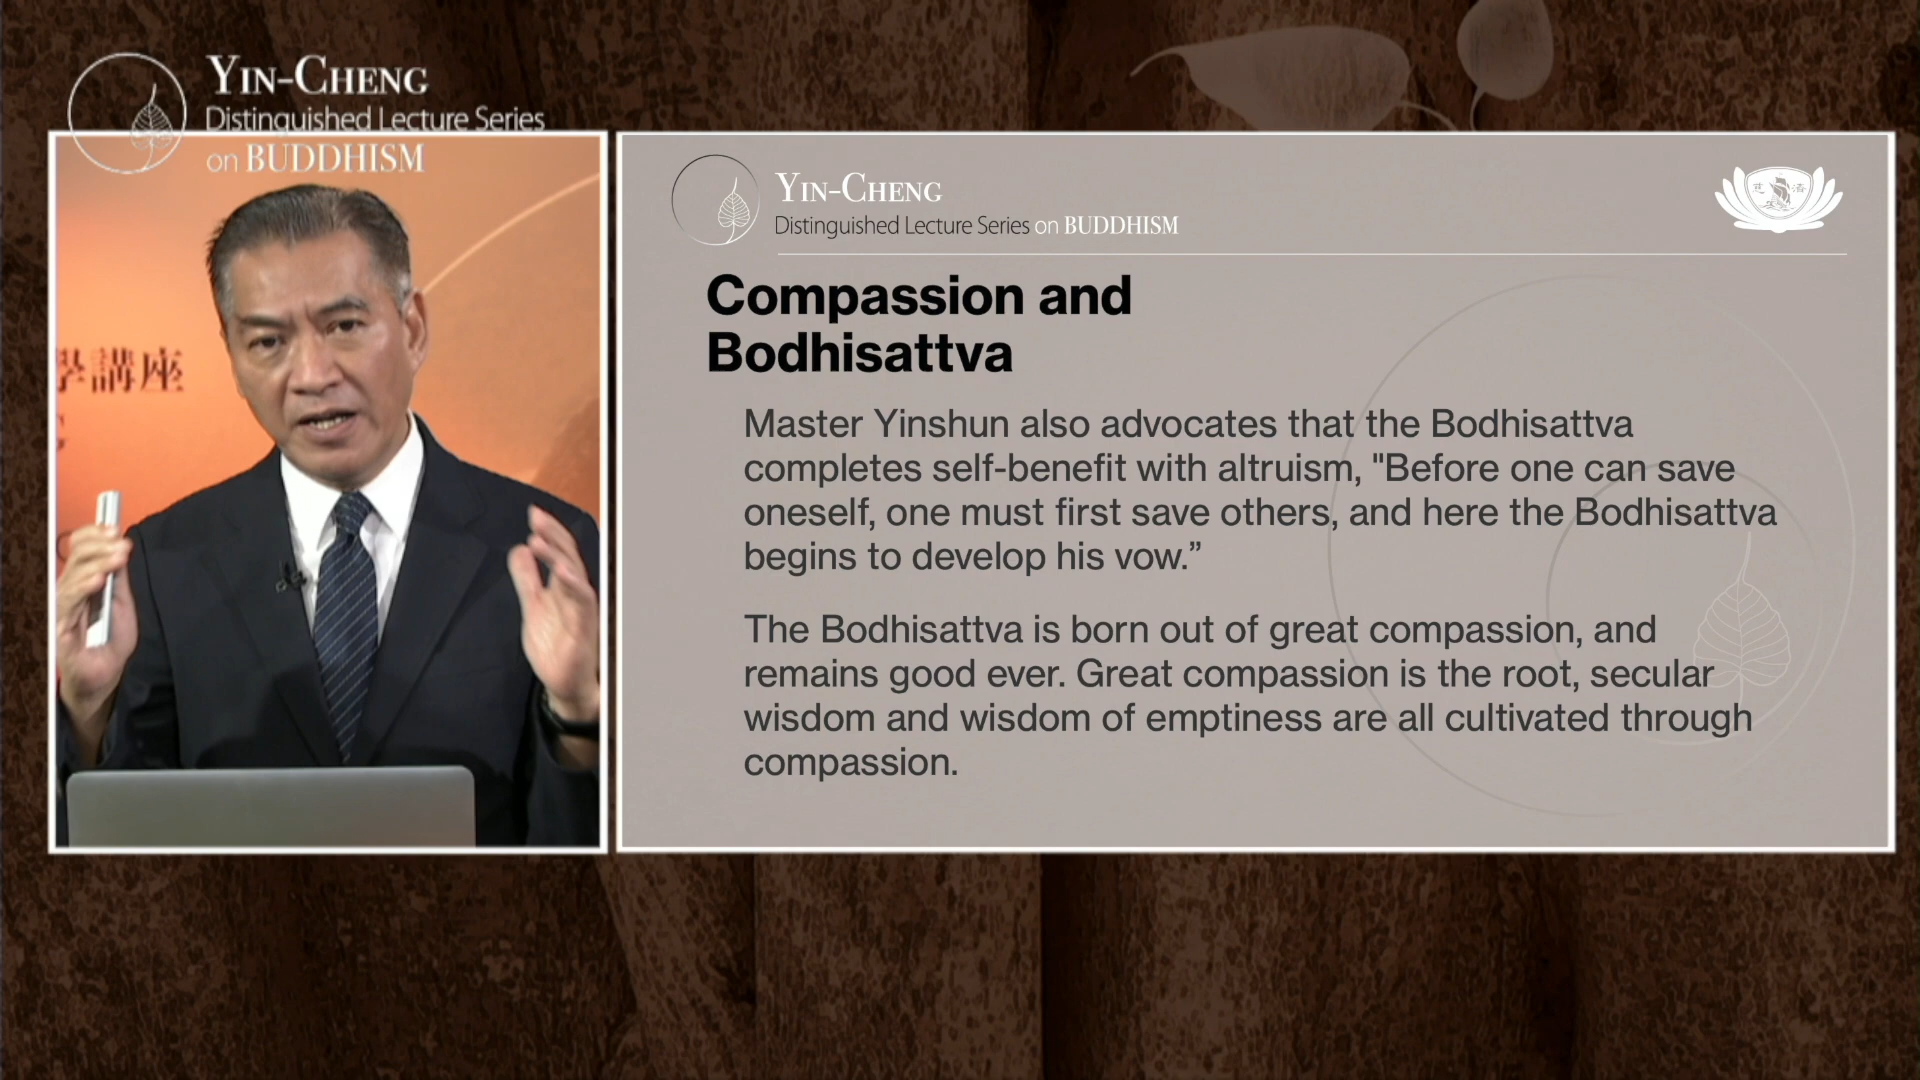 YIN-CHENG
Distinguished Lecture Series
on BUDDHISM
學講座
YIN-CHENG
Distinguished Lecture Series on BUDDHISM
Compassion and
Bodhisattva
Master Yinshun also advocates that the Bodhisattva
completes self-benefit with altruism, "Before one can save
oneself, one must first save others, and here the Bodhisattva
begins to develop his vow.”
The Bodhisattva is born out of great compassion, and
remains good ever. Great compassion is the root, secular
wisdom and wisdom of emptiness are all cultivated through
compassion.